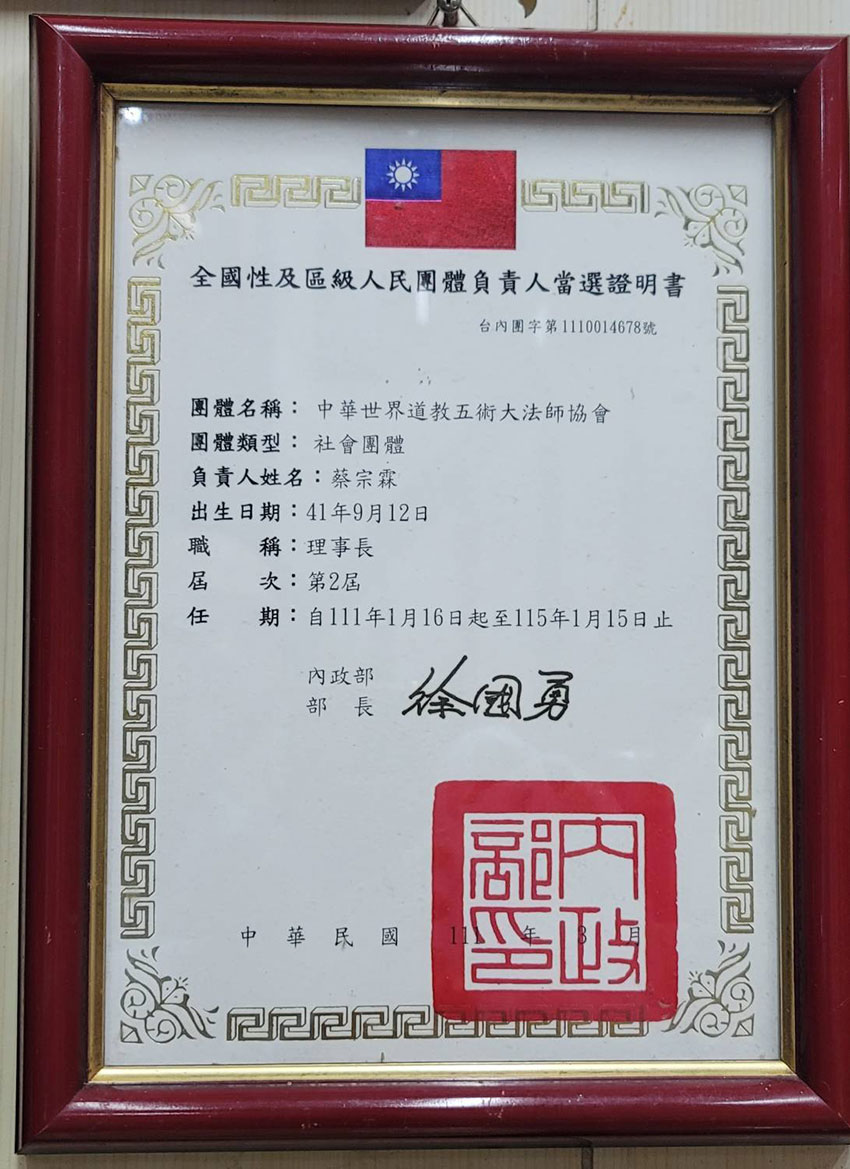 全國性及區級人民團體負責人當選證明書
台內團字第1110014678號
團體名稱：中華世界道教五術大法師協會
團體類型：社會團體
負責人姓名：蔡宗霖
出生日期：41年9月12日
職　　稱：理事長
屆　　次：第2屆
任　　期：自111年1月16日起至115年1月15日止
內政部
部　長　徐國勇
內政部印
中華民國 111 年 3 月